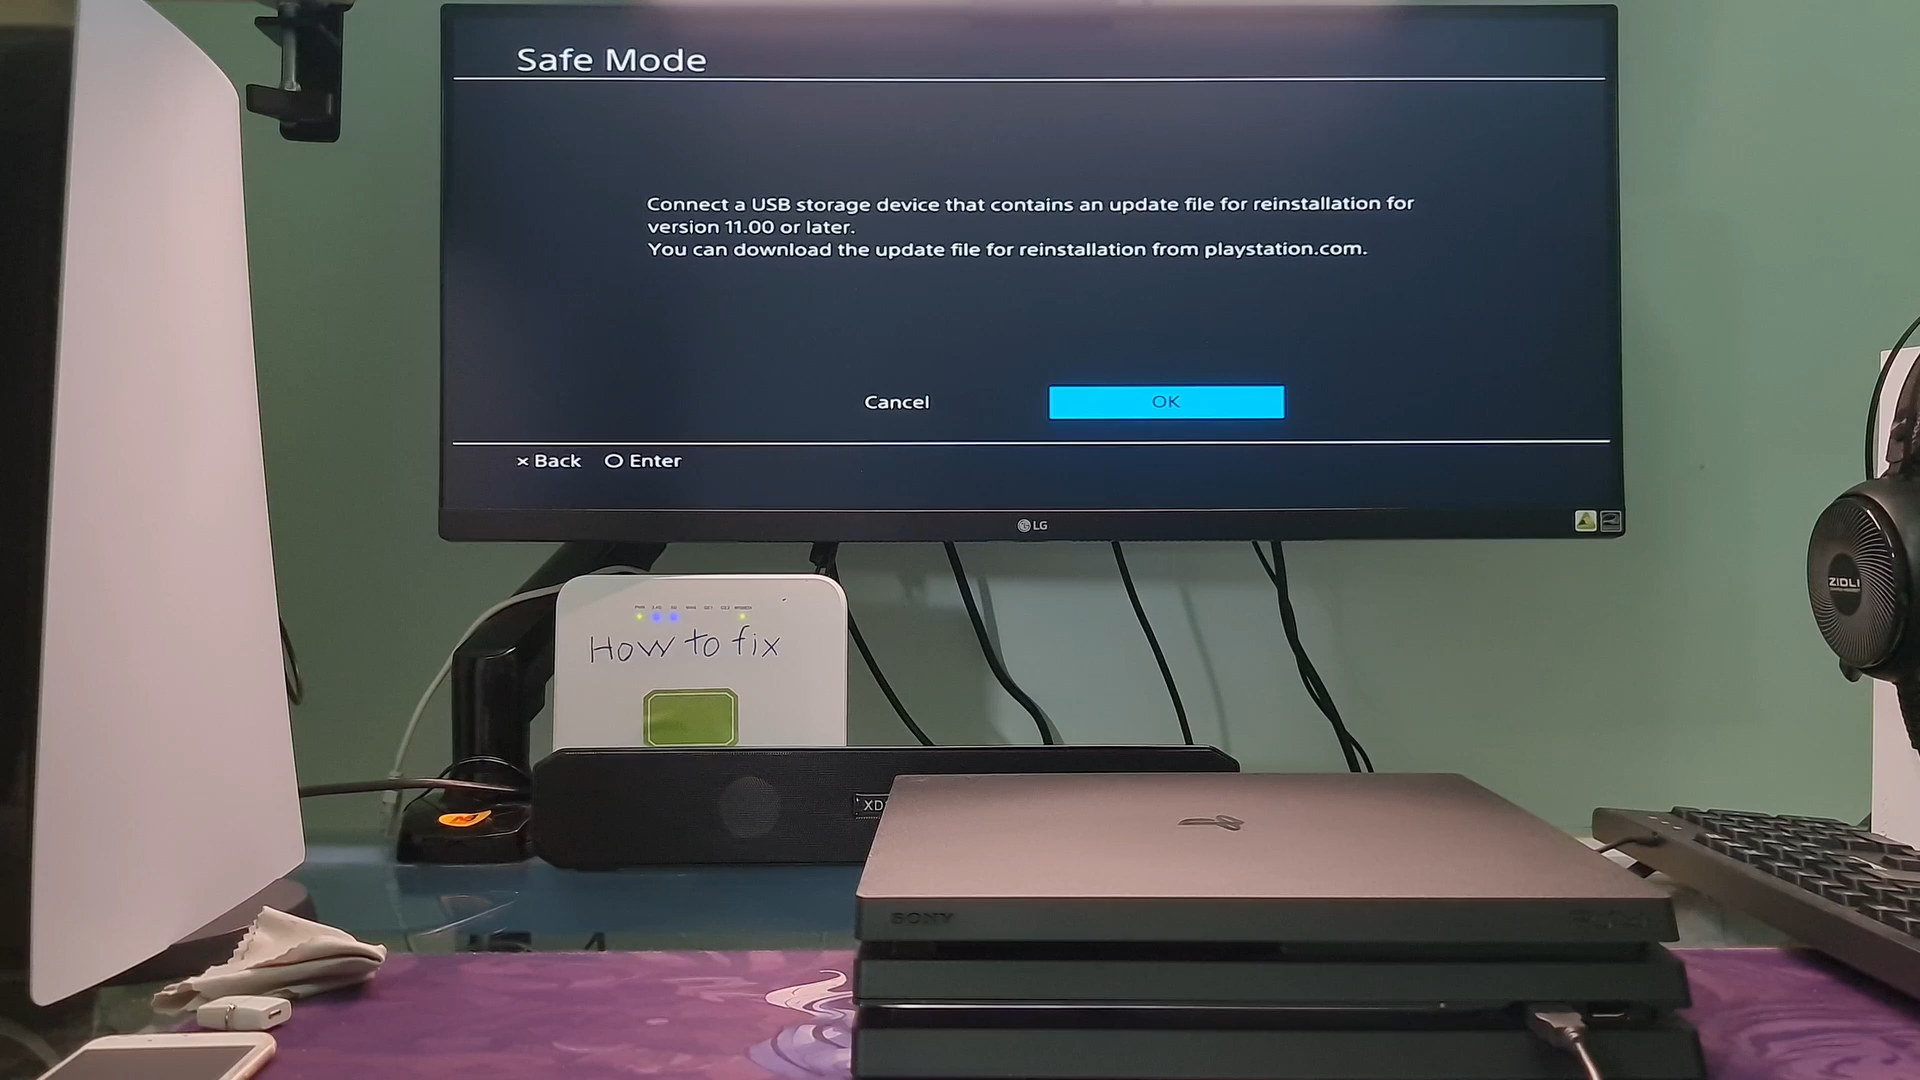 Safe Mode
Connect a USB storage device that contains an update file for reinstallation for
version 11.00 or later.
You can download the update file for reinstallation from playstation.com.
Cancel
OK
× Back
O Enter
LG
How to fix
ZIDLI
SONY